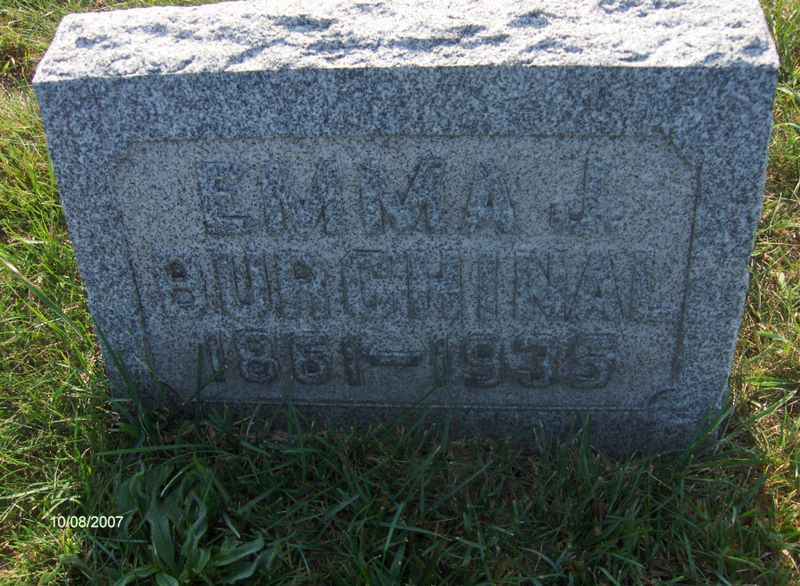 EMMA J.
BURCHINAL
1861-1935
10/08/2007